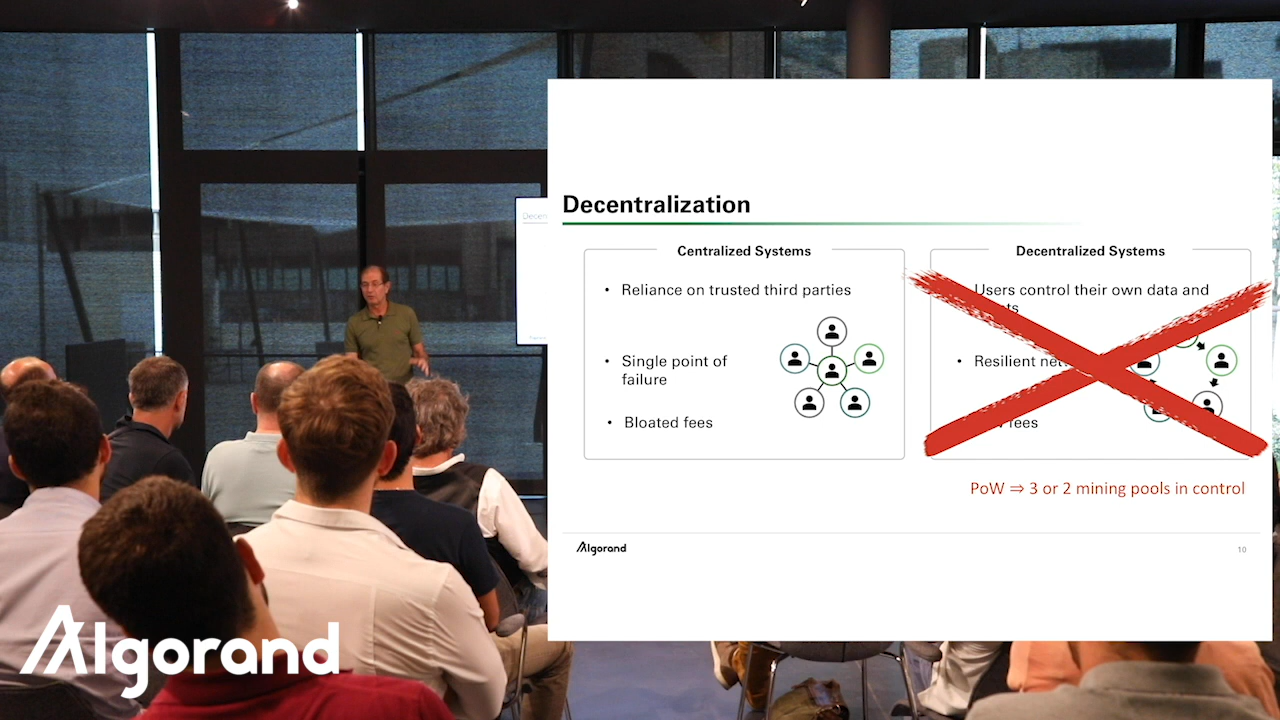 Decen
Decentralization
Centralized Systems
• Reliance on trusted third parties
• Single point of
failure
• Bloated fees
Decentralized Systems
Users control their own data and
• Resilient
fees
PoW ⇒ 3 or 2 mining pools in control
Algorand
10
Algorand